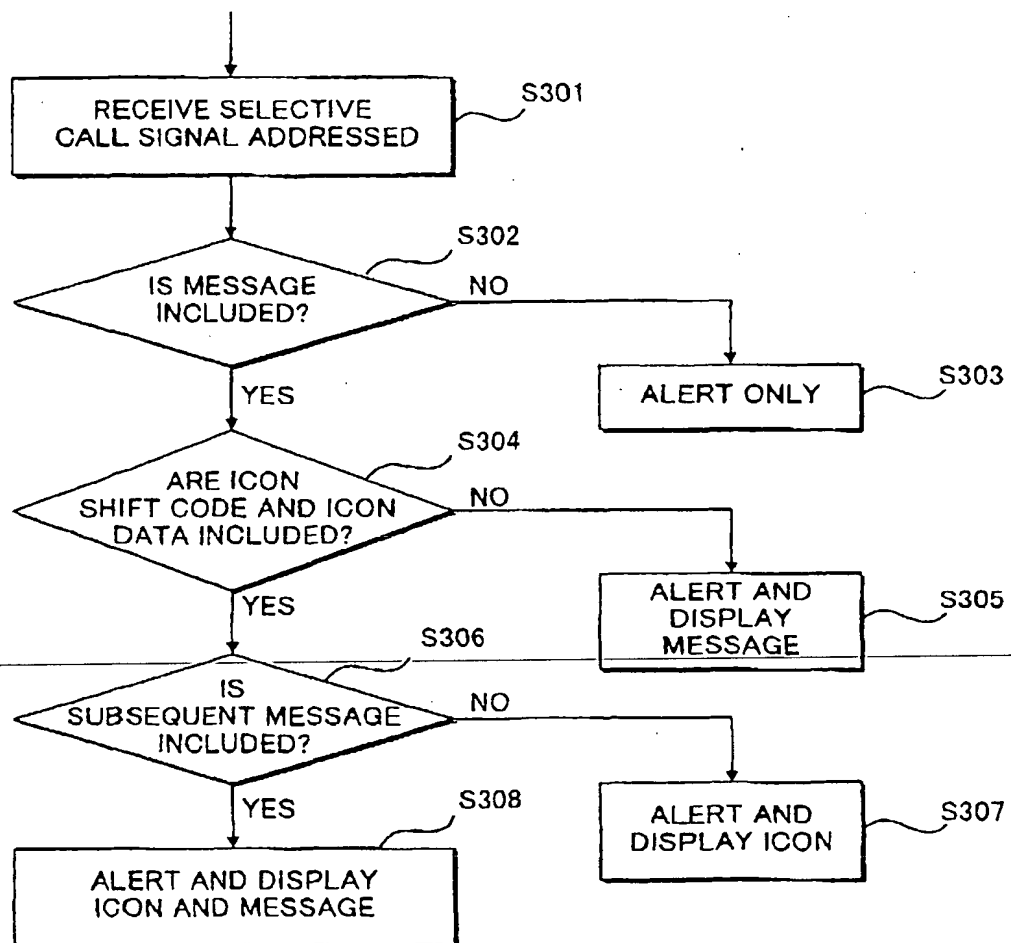 RECEIVE SELECTIVE
CALL SIGNAL ADDRESSED
S301
S302
IS MESSAGE
INCLUDED?
NO
YES
ALERT ONLY
S303
S304
ARE ICON
SHIFT CODE AND ICON
DATA INCLUDED?
NO
YES
ALERT AND
DISPLAY
MESSAGE
S305
S306
IS
SUBSEQUENT MESSAGE
INCLUDED?
NO
YES
ALERT AND
DISPLAY ICON
S307
S308
ALERT AND DISPLAY
ICON AND MESSAGE